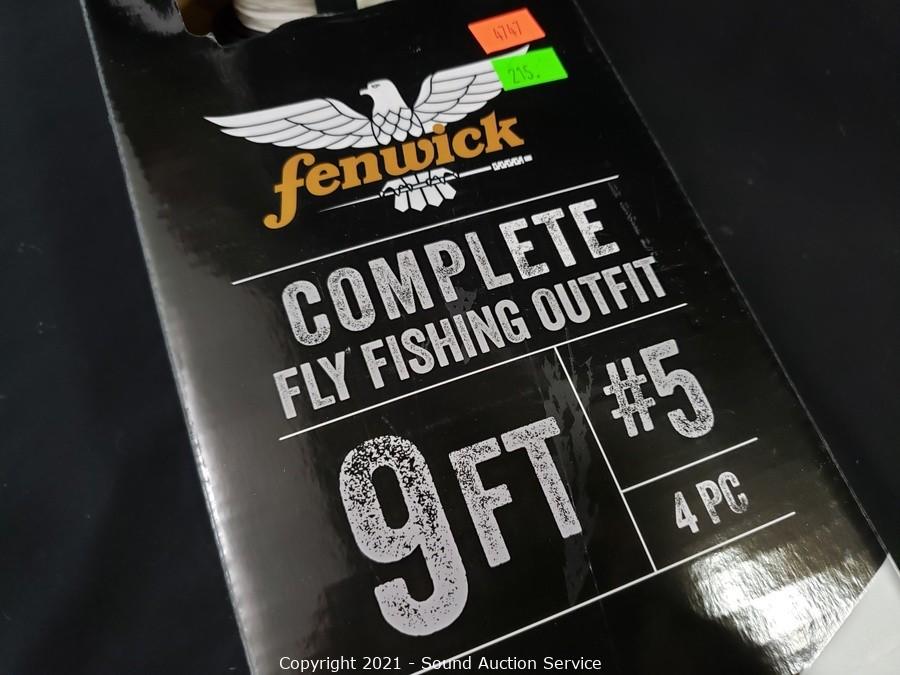 4747
215.
fenwick
COMPLETE
FLY FISHING OUTFIT
9FT
#5
4 PC
Copyright 2021 - Sound Auction Service